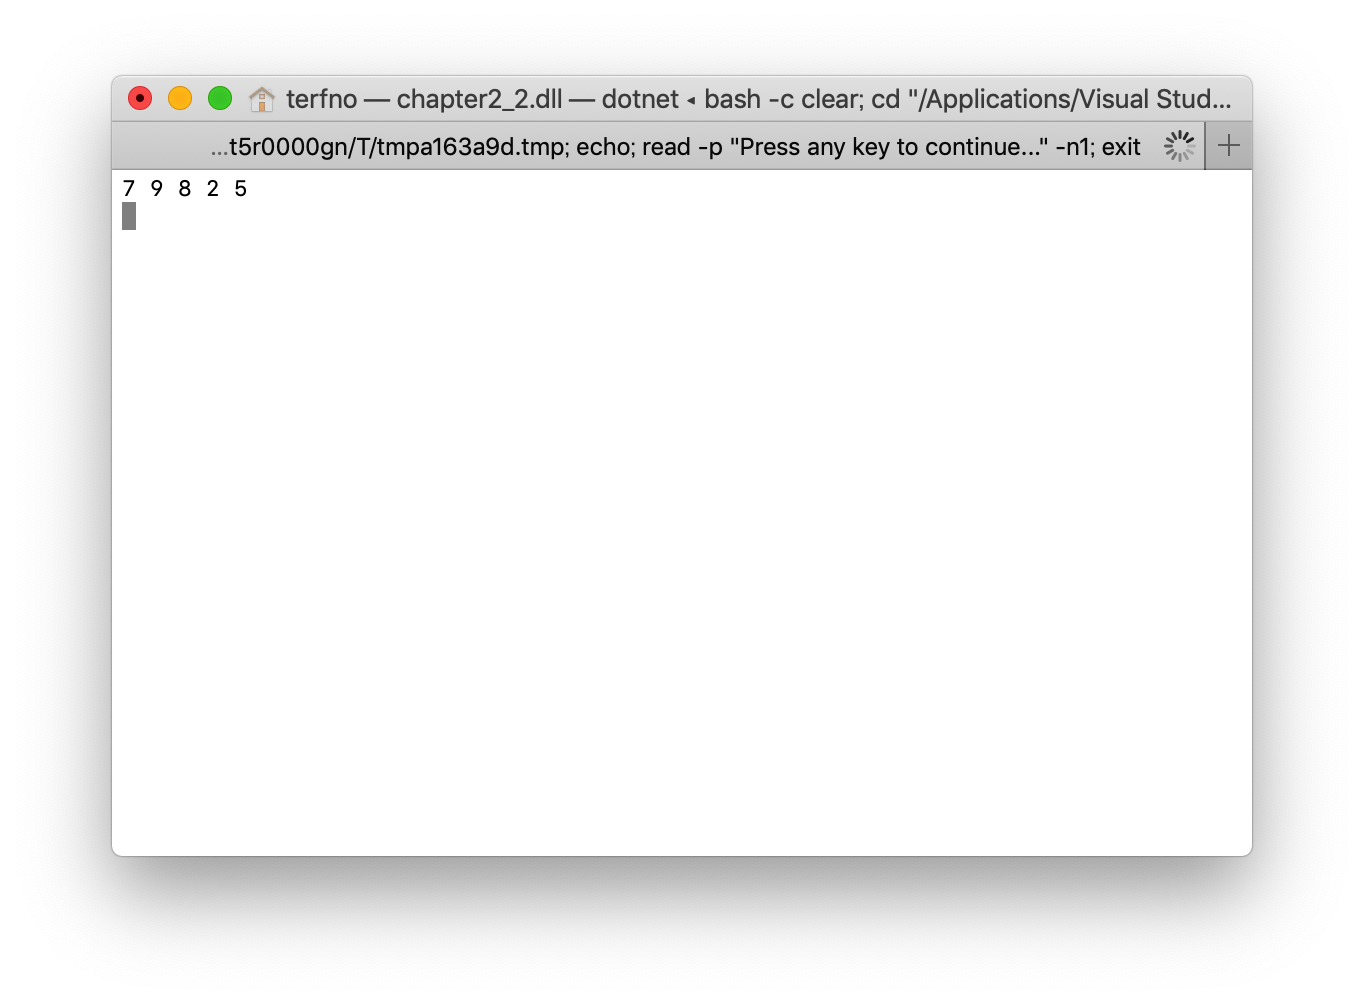 terfno — chapter2_2.dll — dotnet ◂ bash -c clear; cd "/Applications/Visual Stud...
...t5r0000gn/T/tmpa163a9d.tmp; echo; read -p "Press any key to continue..." -n1; exit
7 9 8 2 5